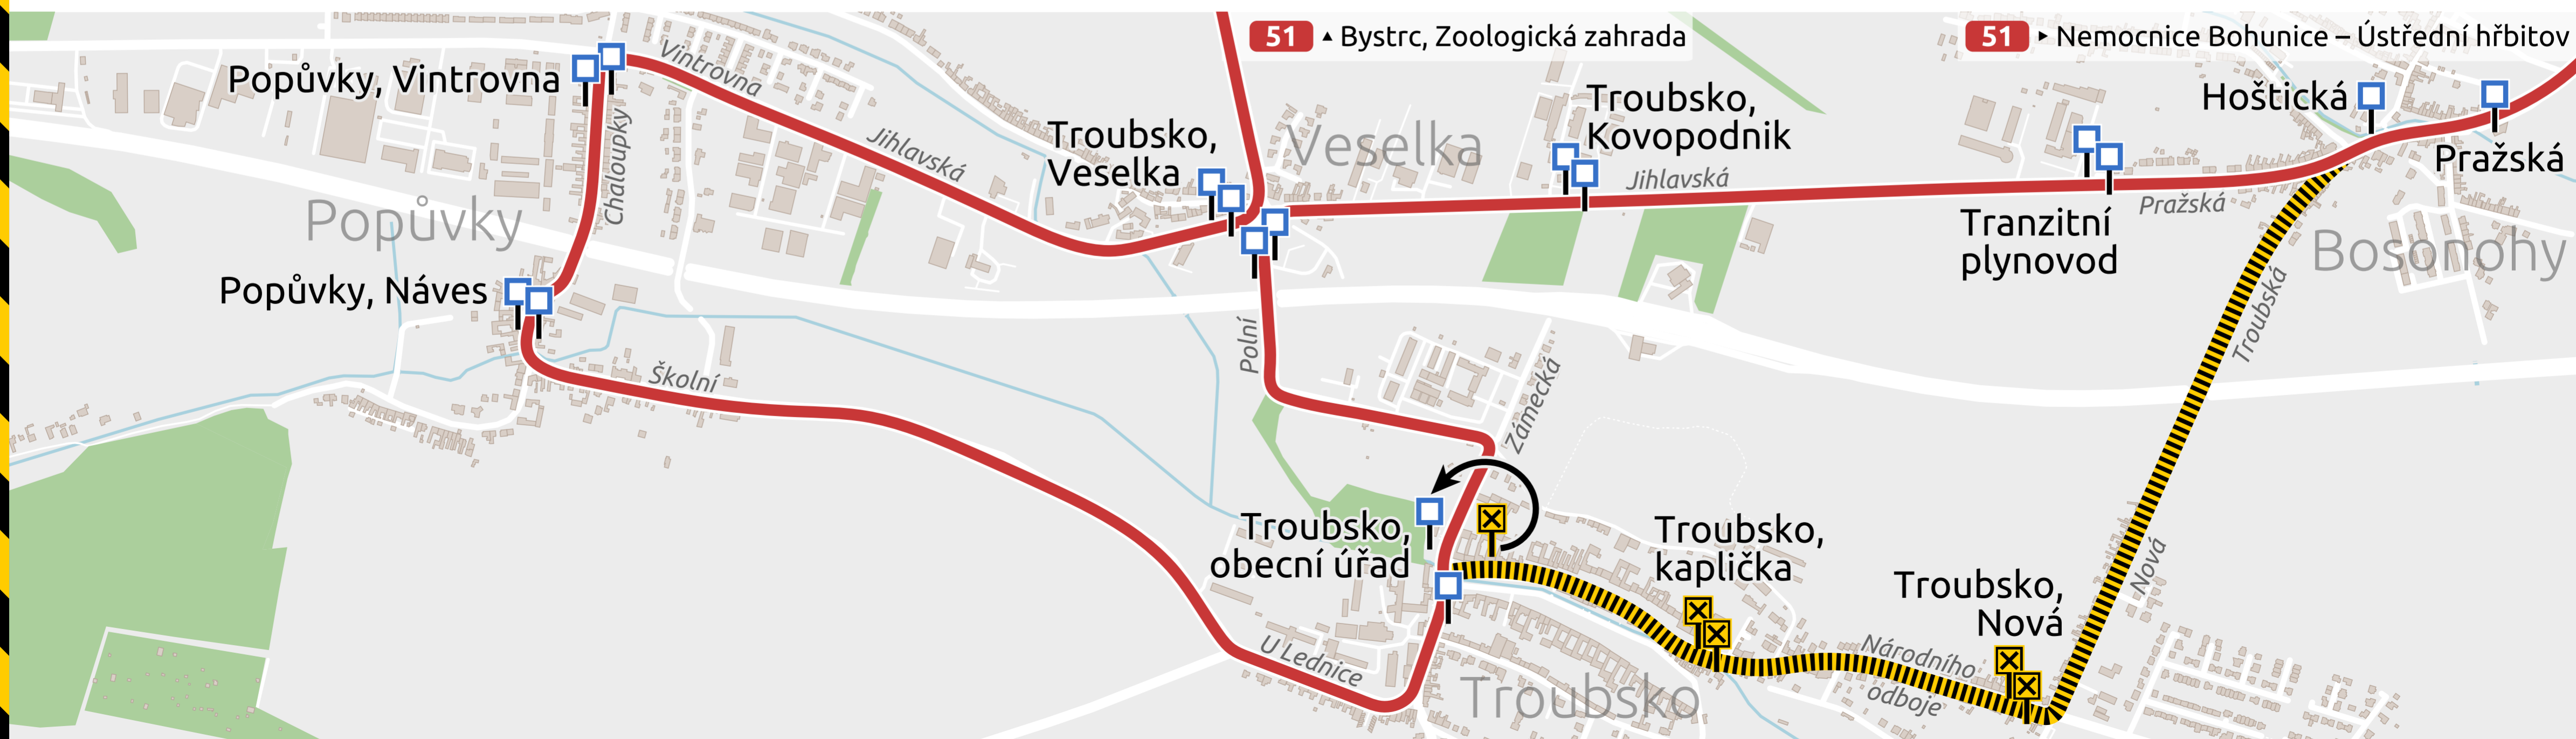 51 ▲ Bystrc, Zoologická zahrada
51 ▶ Nemocnice Bohunice – Ústřední hřbitov
Popůvky, Vintrovna
Vintrovna
Chaloupky
Jihlavská
Troubsko,
Veselka
Veselka
Troubsko,
Kovopodnik
Jihlavská
Hoštická
Pražská
Pražská
Tranzitní
plynovod
Bosonohy
Popůvky
Popůvky, Náves
Školní
Polní
Zámecká
Troubská
Troubsko,
obecní úřad
Troubsko,
kaplička
Troubsko,
Nová
Nová
Národního
odboje
U Lednice
Troubsko